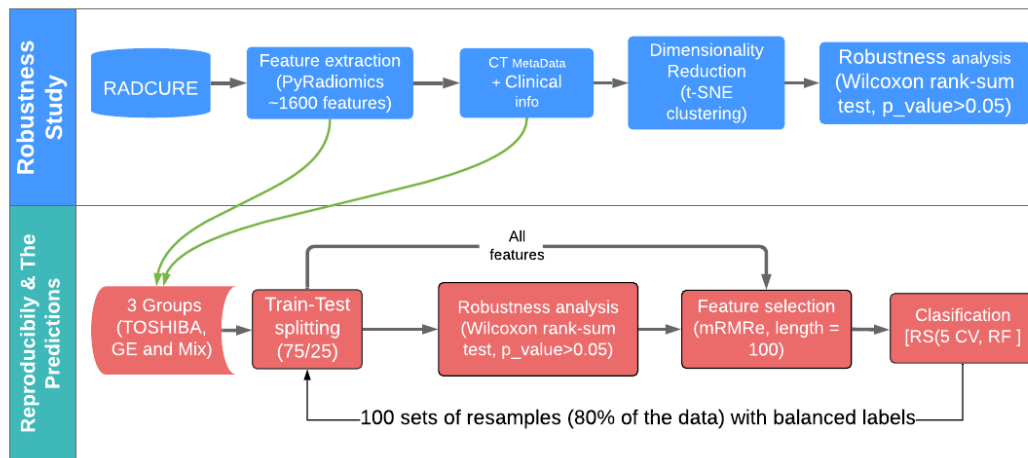 Robustness
Study
RADCURE
Feature extraction
(PyRadiomics
~1600 features)
CT MetaData
+ Clinical
info
Dimensionality
Reduction
(t-SNE
clustering)
Robustness analysis
(Wilcoxon rank-sum
test, p_value>0.05)
Reproducibily & The
Predictions
All
features
3 Groups
(TOSHIBA,
GE and Mix)
Train-Test
splitting
(75/25)
Robustness analysis
(Wilcoxon rank-sum
test, p_value>0.05)
Feature selection
(mRMRe, length =
100)
Clasification
[RS(5 CV, RF ]
100 sets of resamples (80% of the data) with balanced labels